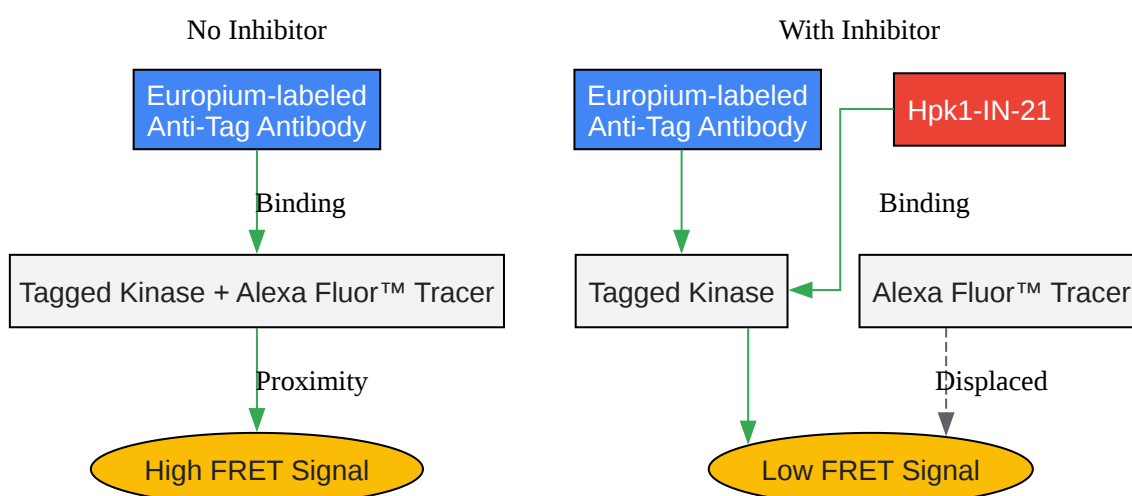 No Inhibitor
Europium-labeled
Anti-Tag Antibody
Binding
Tagged Kinase + Alexa Fluor™ Tracer
Proximity
High FRET Signal
With Inhibitor
Europium-labeled
Anti-Tag Antibody
Hpk1-IN-21
Binding
Tagged Kinase
Alexa Fluor™ Tracer
Displaced
Low FRET Signal